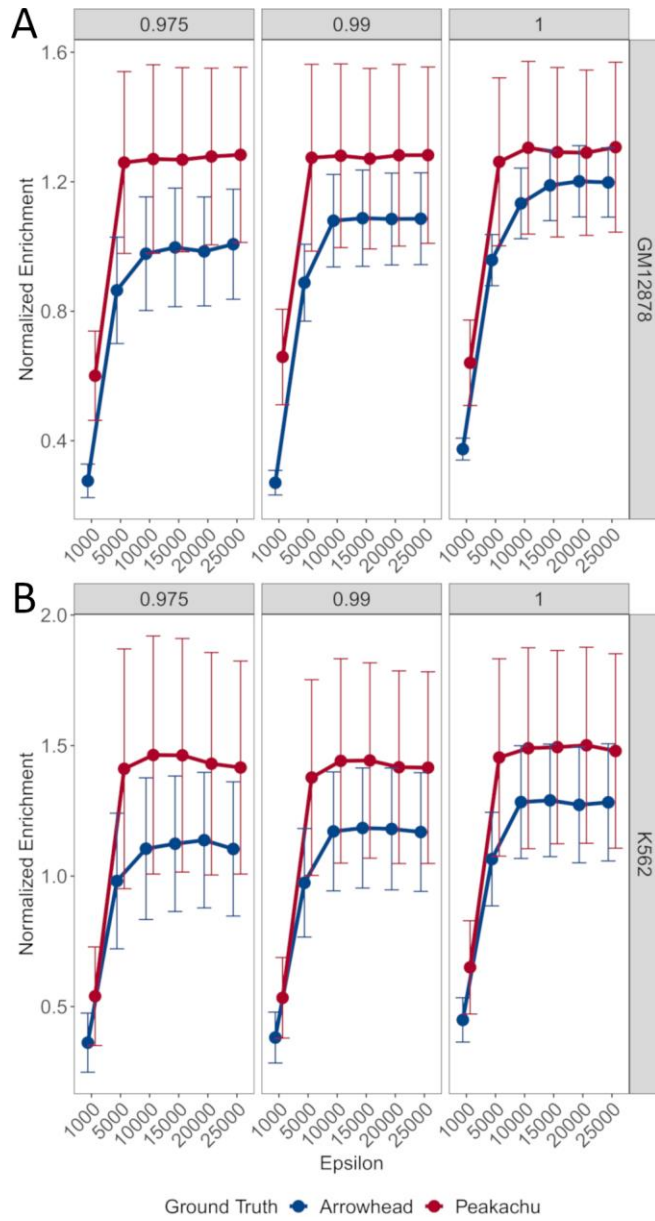 A
0.975 0.99 1
1.6
1.2
0.8
0.4
Normalized Enrichment
GM12878
1000 5000 10000 15000 20000 25000 1000 5000 10000 15000 20000 25000 1000 5000 10000 15000 20000 25000
B
0.975 0.99 1
2.0
1.5
1.0
0.5
Normalized Enrichment
K562
1000 5000 10000 15000 20000 25000 1000 5000 10000 15000 20000 25000 1000 5000 10000 15000 20000 25000
Epsilon
Ground Truth Arrowhead Peakachu